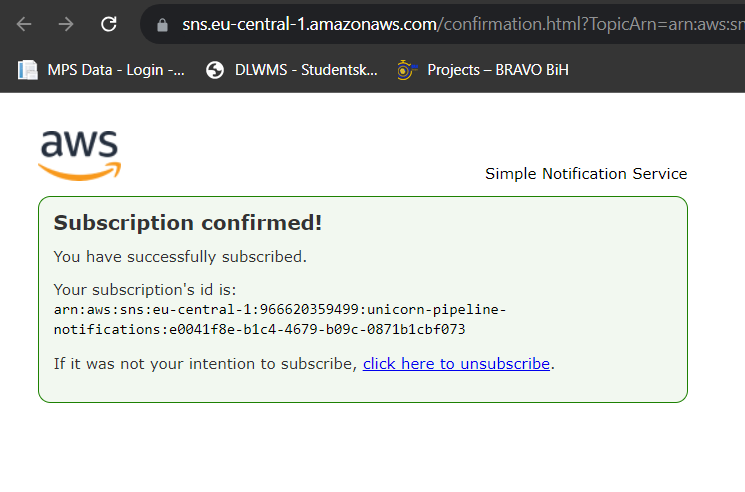 sns.eu-central-1.amazonaws.com/confirmation.html?TopicArn=arn:aws:sn
MPS Data - Login -... DLWMS - Studentsk... Projects – BRAVO BiH
aws
Simple Notification Service
Subscription confirmed!
You have successfully subscribed.
Your subscription's id is:
arn:aws:sns:eu-central-1:966620359499:unicorn-pipeline-
notifications:e0041f8e-b1c4-4679-b09c-0871b1cbf073
If it was not your intention to subscribe, click here to unsubscribe.